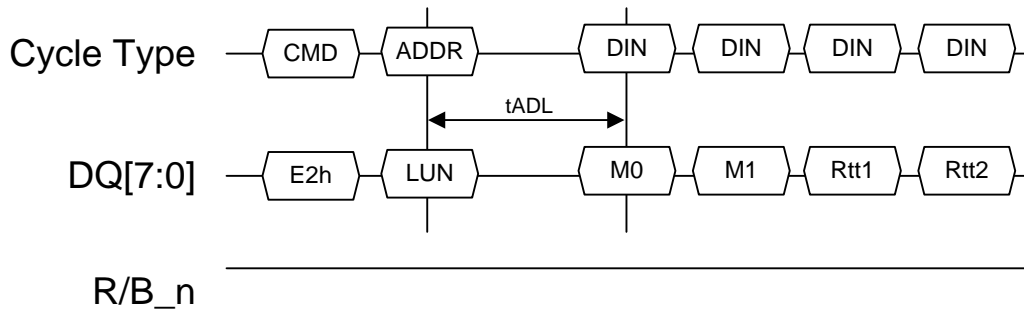 Cycle Type CMD ADDR DIN DIN DIN DIN
tADL
DQ[7:0] E2h LUN M0 M1 Rtt1 Rtt2
R/B_n